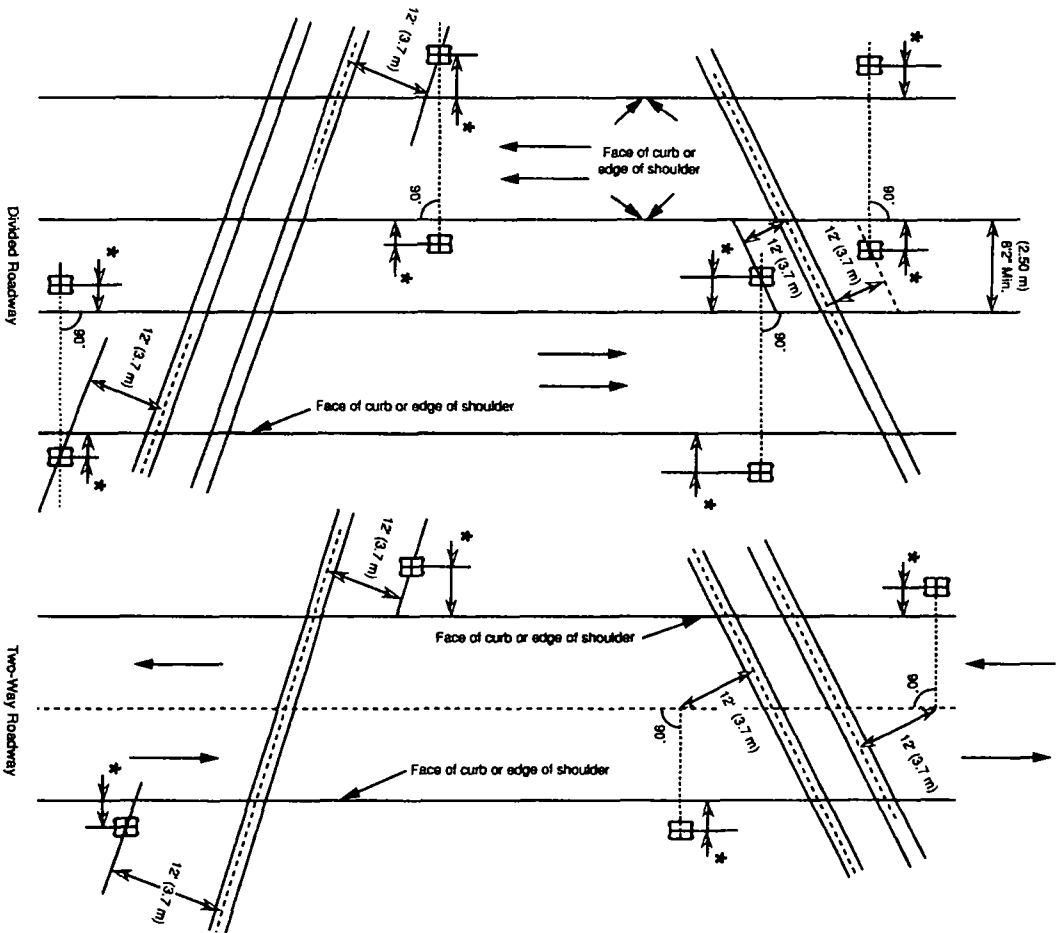 12' (3.7 m)
*
*
*
Face of curb or
edge of shoulder
90°
90°
*
*
12' (3.7 m)
12' (3.7 m)
*
*
(2.50 m)
8'2" Min.
Divided Roadway
*
90°
12' (3.7 m)
90°
Face of curb or edge of shoulder
*
*
12' (3.7 m)
*
*
Face of curb or edge of shoulder
Two-Way Roadway
90°
12' (3.7 m)
90°
12' (3.7 m)
*
Face of curb or edge of shoulder
12' (3.7 m)
*